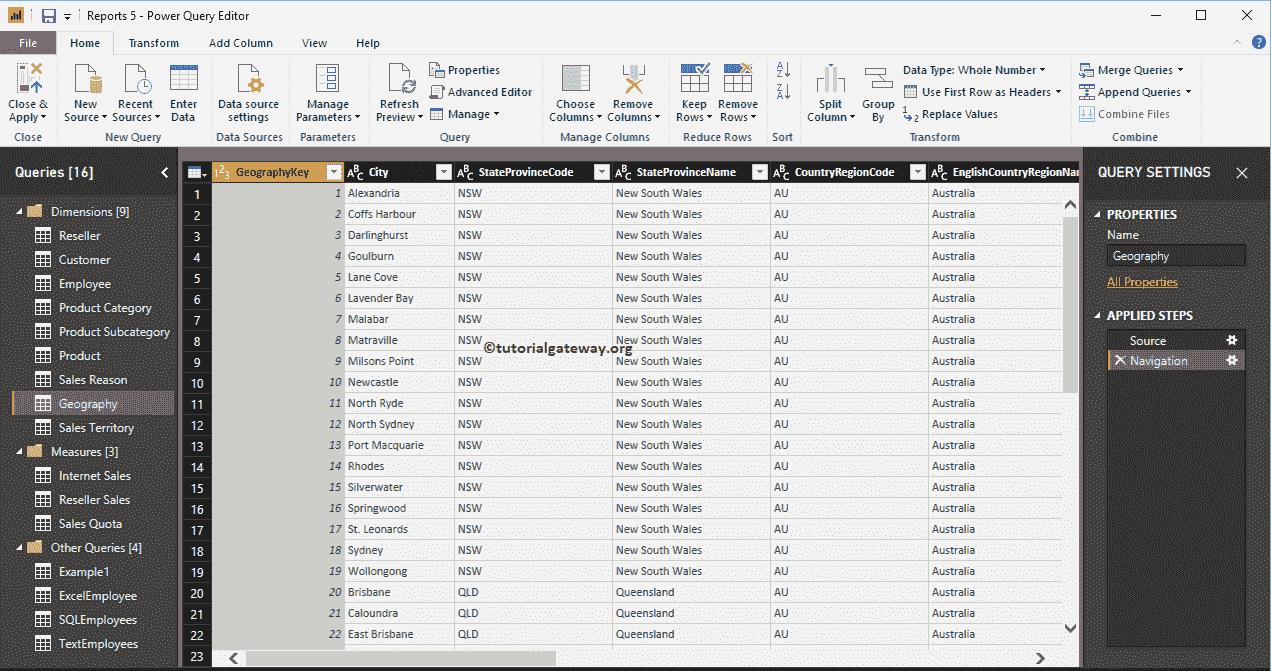 Reports 5 - Power Query Editor
File Home Transform Add Column View Help
Close & Apply
New Source
Recent Sources
Enter Data
Data source settings
Manage Parameters
Refresh Preview
Properties
Advanced Editor
Manage
Choose Columns
Remove Columns
Keep Rows
Remove Rows
A Z
Z A
Split Column
Group By
Data Type: Whole Number
Use First Row as Headers
1 2 Replace Values
Merge Queries
Append Queries
Combine Files
Close New Query Data Sources Parameters Query Manage Columns Reduce Rows Sort Transform Combine
Queries [16]
Dimensions [9]
Reseller
Customer
Employee
Product Category
Product Subcategory
Product
Sales Reason
Geography
Sales Territory
Measures [3]
Internet Sales
Reseller Sales
Sales Quota
Other Queries [4]
Example1
ExcelEmployee
SQLEmployees
TextEmployees
123 GeographyKey ABC City ABC StateProvinceCode ABC StateProvinceName ABC CountryRegionCode ABC EnglishCountryRegionNar
1 1 Alexandria NSW New South Wales AU Australia
2 2 Coffs Harbour NSW New South Wales AU Australia
3 3 Darlinghurst NSW New South Wales AU Australia
4 4 Goulburn NSW New South Wales AU Australia
5 5 Lane Cove NSW New South Wales AU Australia
6 6 Lavender Bay NSW New South Wales AU Australia
7 7 Malabar NSW New South Wales AU Australia
8 8 Matraville NSW New South Wales AU Australia
9 9 Milsons Point NSW New South Wales AU Australia
10 10 Newcastle NSW New South Wales AU Australia
11 11 North Ryde NSW New South Wales AU Australia
12 12 North Sydney NSW New South Wales AU Australia
13 13 Port Macquarie NSW New South Wales AU Australia
14 14 Rhodes NSW New South Wales AU Australia
15 15 Silverwater NSW New South Wales AU Australia
16 16 Springwood NSW New South Wales AU Australia
17 17 St. Leonards NSW New South Wales AU Australia
18 18 Sydney NSW New South Wales AU Australia
19 19 Wollongong NSW New South Wales AU Australia
20 20 Brisbane QLD Queensland AU Australia
21 21 Caloundra QLD Queensland AU Australia
22 22 East Brisbane QLD Queensland AU Australia
23
©tutorialgateway.org
QUERY SETTINGS
PROPERTIES
Name
Geography
All Properties
APPLIED STEPS
Source
Navigation